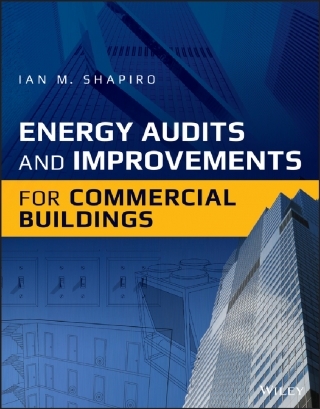 IAN M. SHAPIRO
ENERGY AUDITS
AND IMPROVEMENTS
FOR COMMERCIAL
BUILDINGS
WILEY